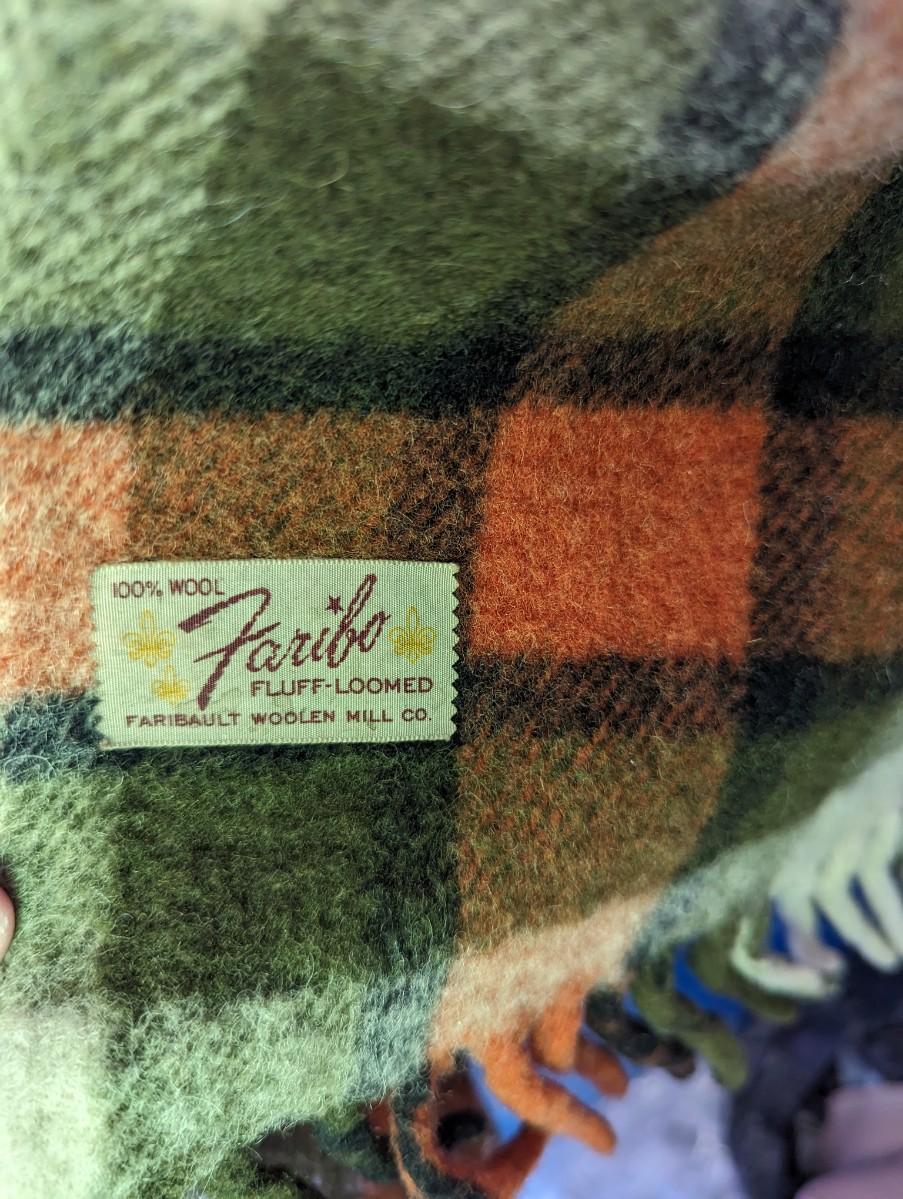 100% WOOL
Faribo
FLUFF-LOOMED
FARIBAULT WOOLEN MILL CO.